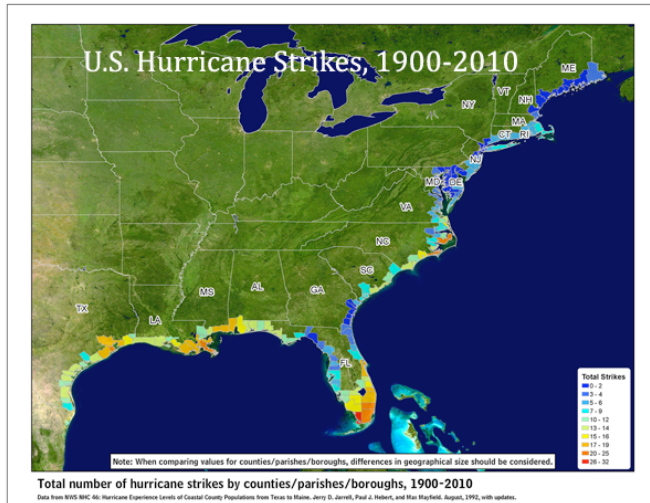 U.S. Hurricane Strikes, 1900-2010
ME
VT
NH
NY
MA
CT RI
NJ
MD DE
VA
NC
SC
TX
LA
MS
AL
GA
FL
Total Strikes
0 - 2
3 - 4
5 - 6
7 - 9
10 - 12
13 - 14
15 - 16
17 - 19
20 - 25
26 - 32
Note: When comparing values for counties/parishes/boroughs, differences in geographical size should be considered.
Total number of hurricane strikes by counties/parishes/boroughs, 1900-2010
Data from NWS NHC 46: Hurricane Experience Levels of Coastal County Populations from Texas to Maine. Jerry D. Jarrell, Paul J. Hebert, and Max Mayfield. August, 1992, with updates.